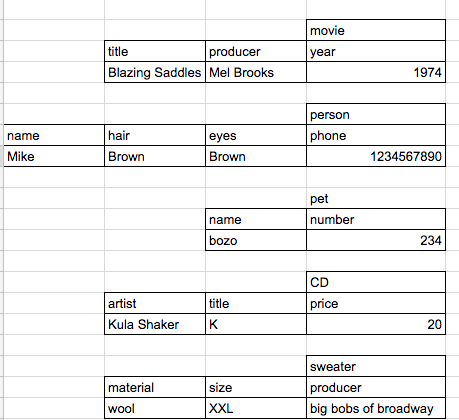 movie
title producer year
Blazing Saddles Mel Brooks 1974
person
name hair eyes phone
Mike Brown Brown 1234567890
pet
name number
bozo 234
CD
artist title price
Kula Shaker K 20
sweater
material size producer
wool XXL big bobs of broadway